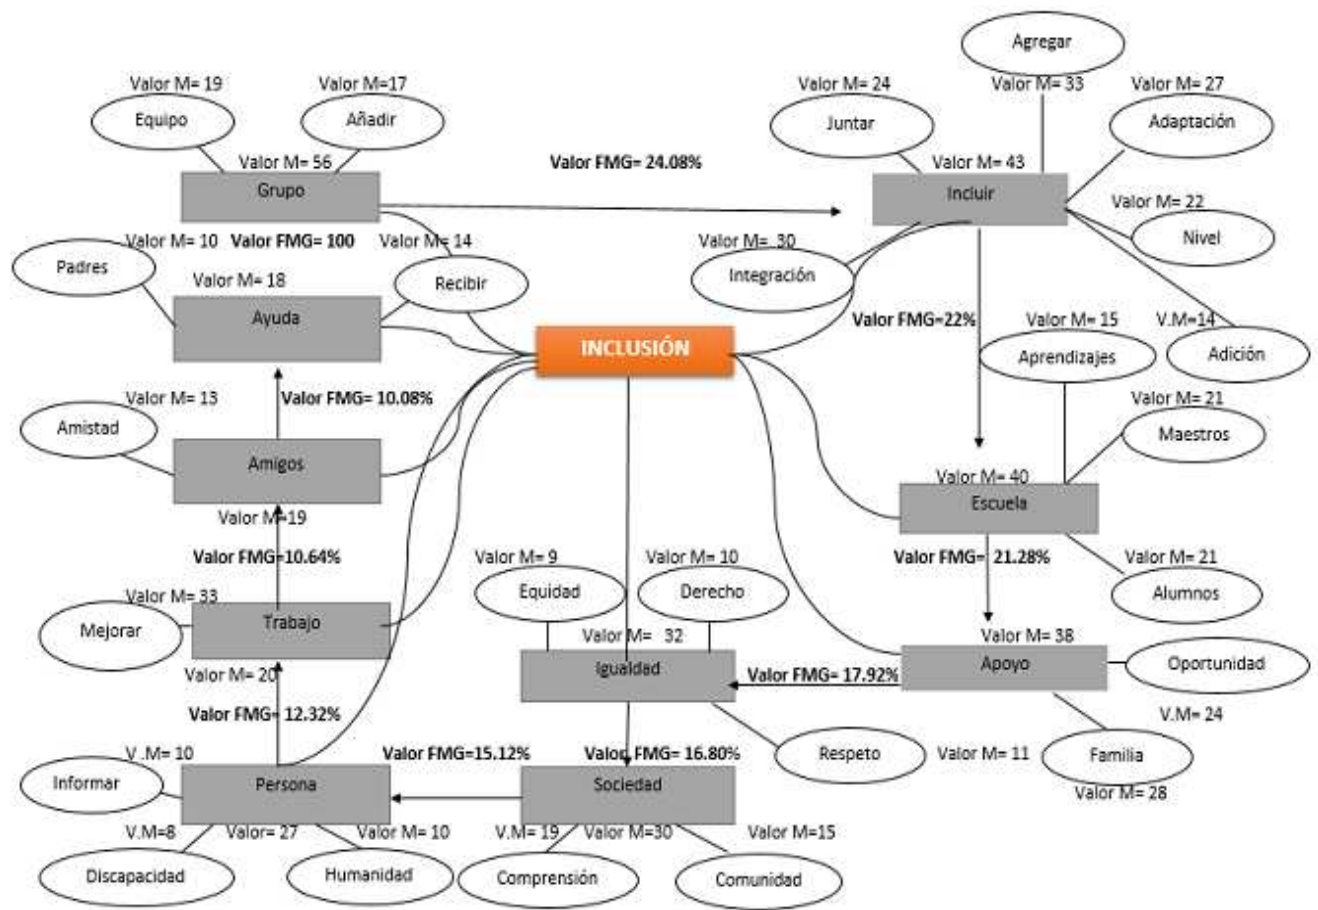 Agregar
Valor M= 19
Valor M=17
Valor M= 24
Valor M= 33
Valor M= 27
Equipo
Añadir
Juntar
Adaptación
Valor M= 56
Valor FMG= 24.08%
Valor M= 43
Grupo
Incluir
Valor M= 22
Valor M= 10
Valor FMG= 100
Valor M= 14
Valor M= 30
Nivel
Padres
Valor M= 18
Recibir
Integración
Ayuda
Valor FMG=22%
Valor M= 15
V.M=14
INCLUSIÓN
Aprendizajes
Adición
Valor M= 13
Valor FMG= 10.08%
Valor M= 21
Amistad
Maestros
Amigos
Valor M= 40
Escuela
Valor M=19
Valor FMG=10.64%
Valor M= 9
Valor M= 10
Valor FMG= 21.28%
Valor M= 21
Equidad
Derecho
Alumnos
Valor M= 33
Mejorar
Trabajo
Valor M= 32
Valor M= 38
Igualdad
Apoyo
Oportunidad
Valor M= 20
Valor FMG= 17.92%
Valor FMG= 12.32%
V.M= 24
V .M= 10
Valor FMG=15.12%
Valor FMG= 16.80%
Respeto
Valor M= 11
Familia
Informar
Persona
Sociedad
Valor M= 28
V.M=8
Valor= 27
Valor M= 10
V.M= 19
Valor M=30
Valor M=15
Discapacidad
Humanidad
Comprensión
Comunidad